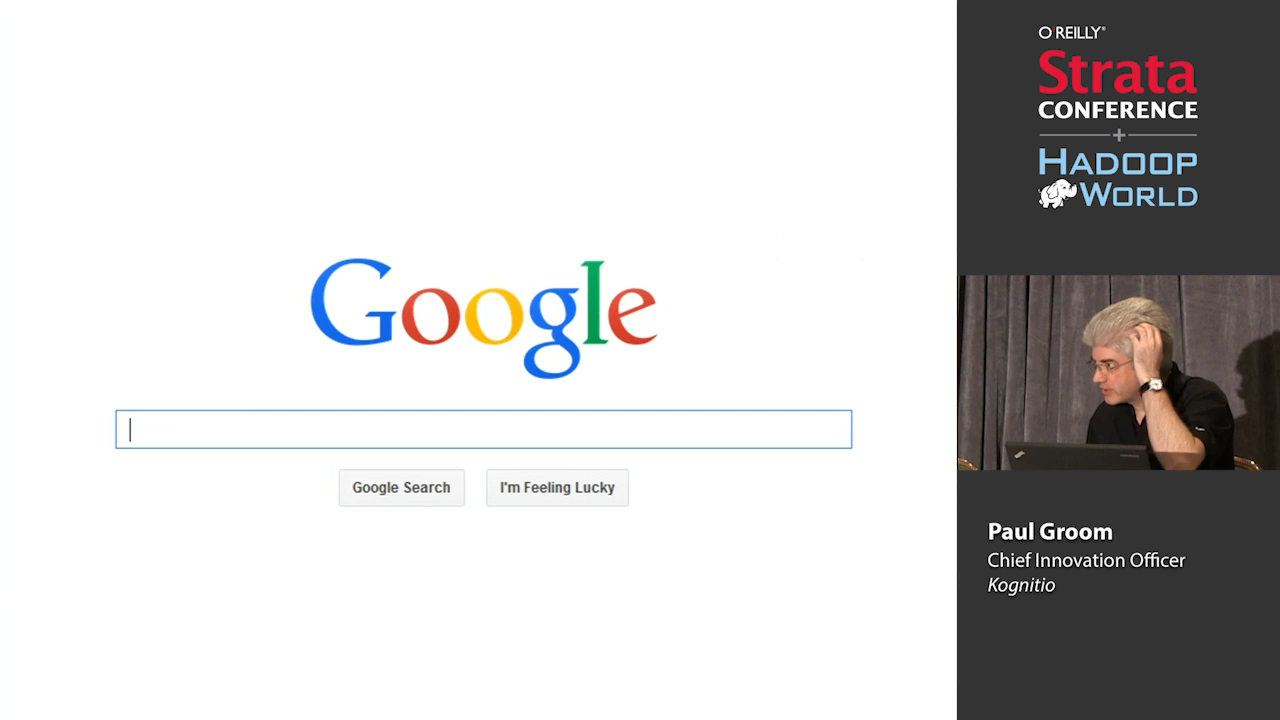 Google
Google Search
I'm Feeling Lucky
O'REILLY®
Strata
CONFERENCE
+
HADOOP
WORLD
Paul Groom
Chief Innovation Officer
Kognitio